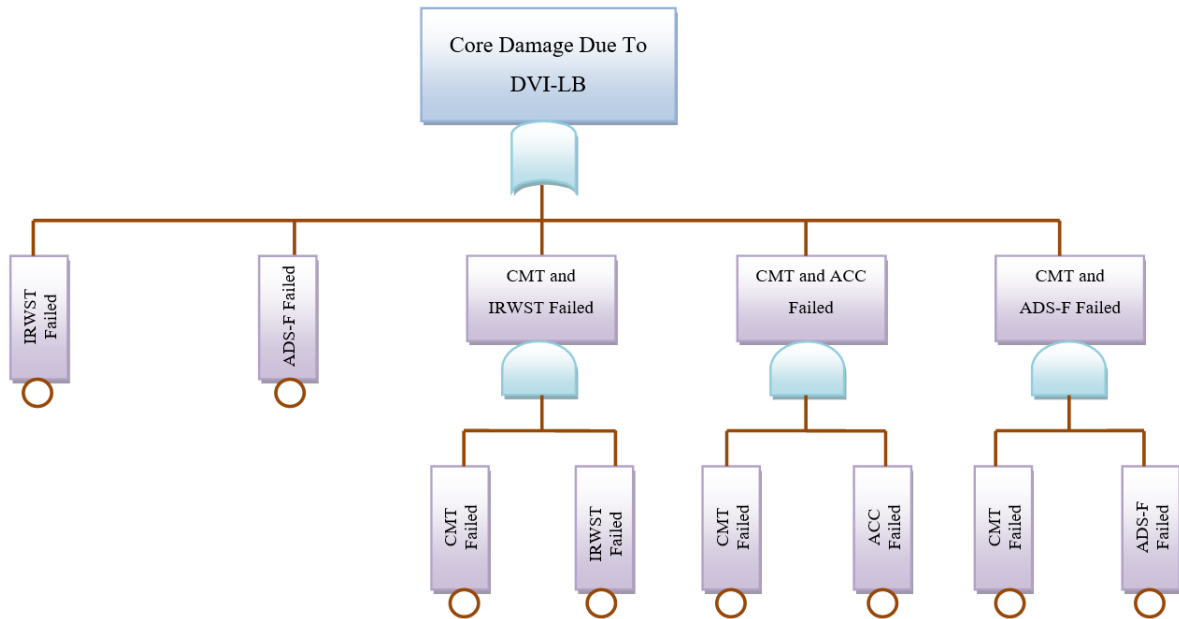 Core Damage Due To
DVI-LB
IRWST
Failed
ADS-F Failed
CMT and
IRWST Failed
CMT and ACC
Failed
CMT and
ADS-F Failed
CMT
Failed
IRWST
Failed
CMT
Failed
ACC
Failed
CMT
Failed
ADS-F
Failed